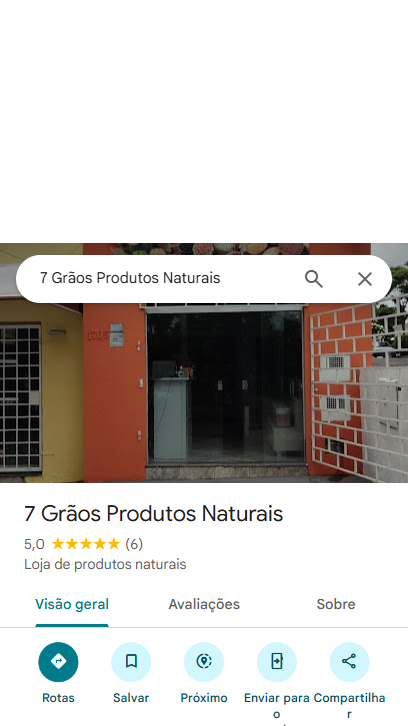 7 Grãos Produtos Naturais
7 Grãos Produtos Naturais
5,0 (6)
Loja de produtos naturais
Visão geral Avaliações Sobre
Rotas Salvar Próximo Enviar para o Compartilhar